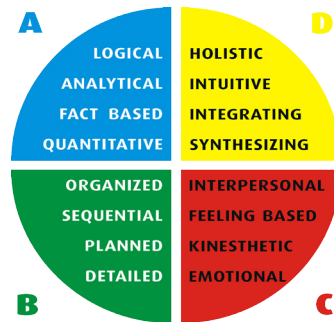 A
LOGICAL
ANALYTICAL
FACT BASED
QUANTITATIVE
D
HOLISTIC
INTUITIVE
INTEGRATING
SYNTHESIZING
B
ORGANIZED
SEQUENTIAL
PLANNED
DETAILED
C
INTERPERSONAL
FEELING BASED
KINESTHETIC
EMOTIONAL